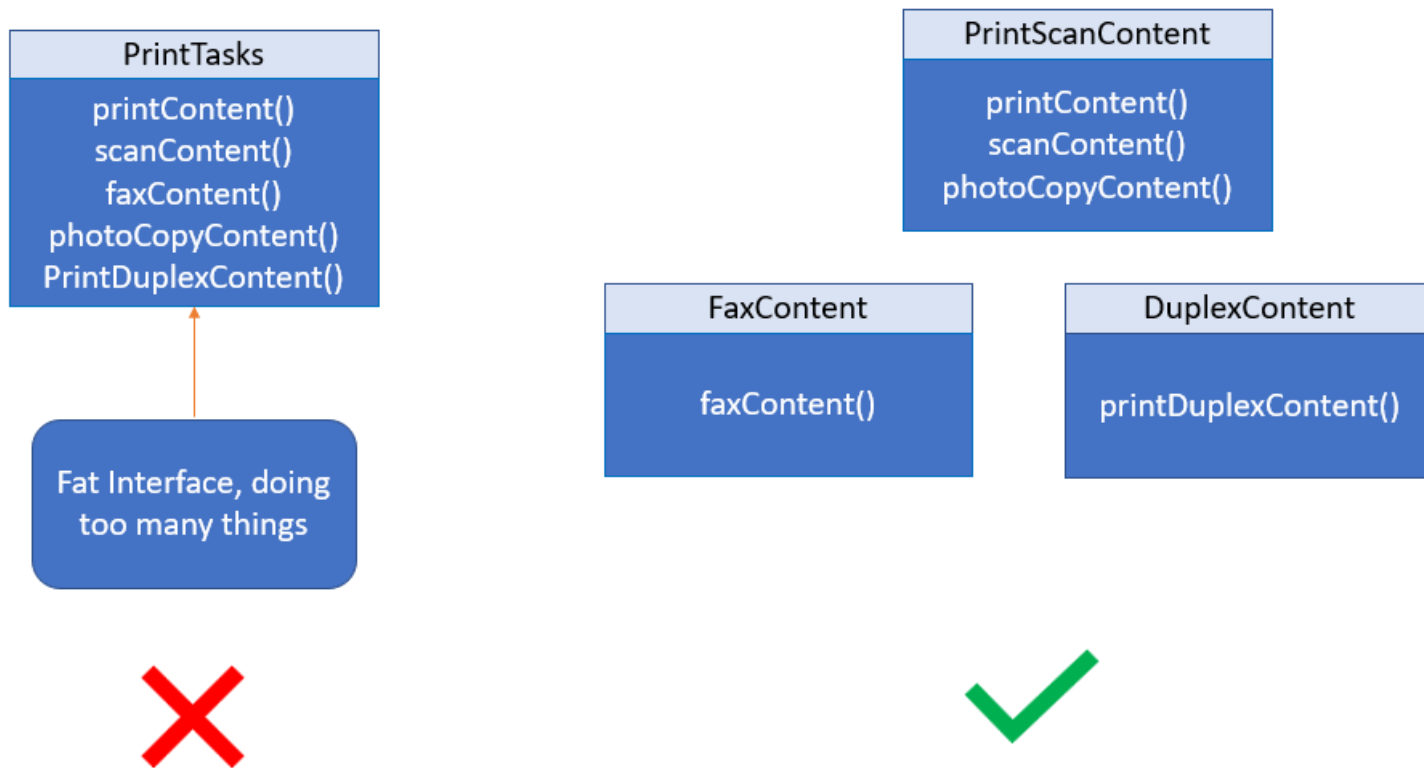 PrintTasks
printContent()
scanContent()
faxContent()
photoCopyContent()
PrintDuplexContent()
Fat Interface, doing
too many things
PrintScanContent
printContent()
scanContent()
photoCopyContent()
FaxContent
faxContent()
DuplexContent
printDuplexContent()